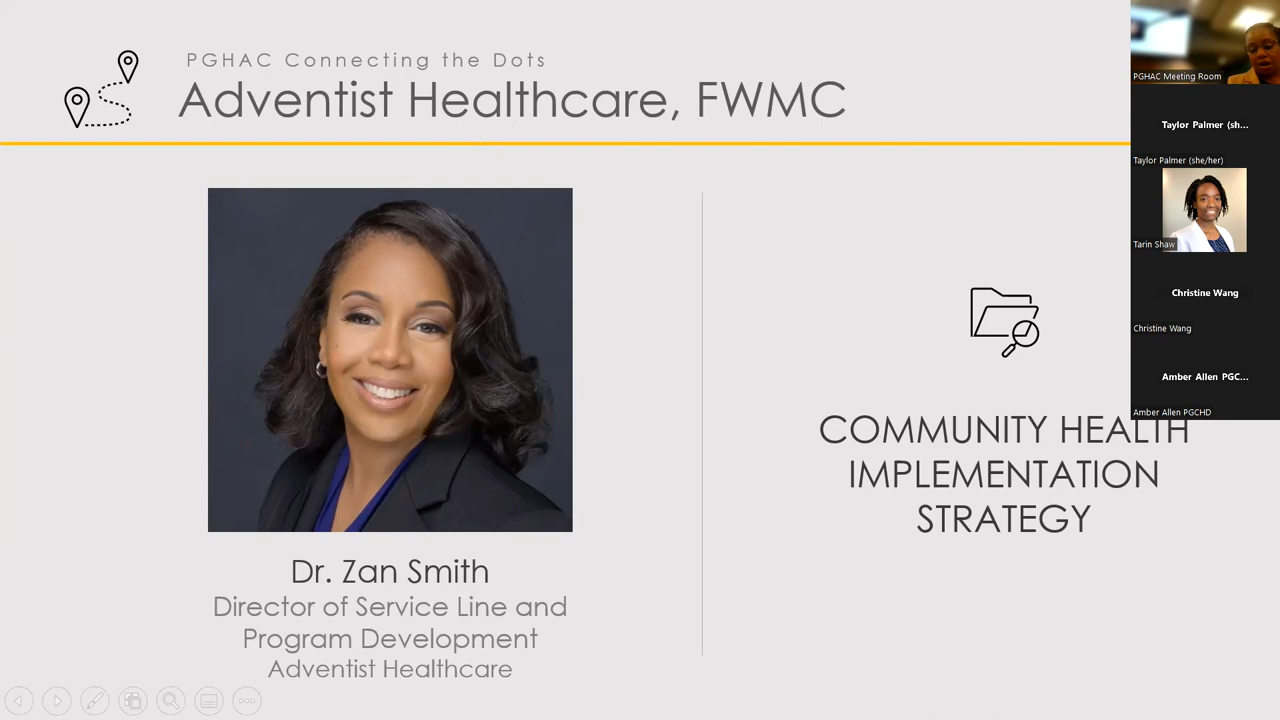 PGHAC Connecting the Dots
Adventist Healthcare, FWMC
Dr. Zan Smith
Director of Service Line and
Program Development
Adventist Healthcare
COMMUNITY HEALTH
IMPLEMENTATION
STRATEGY
PGHAC Meeting Room
Taylor Palmer (sh...
Taylor Palmer (she/her)
Tarin Shaw
Christine Wang
Christine Wang
Amber Allen PGC...
Amber Allen PGCHD